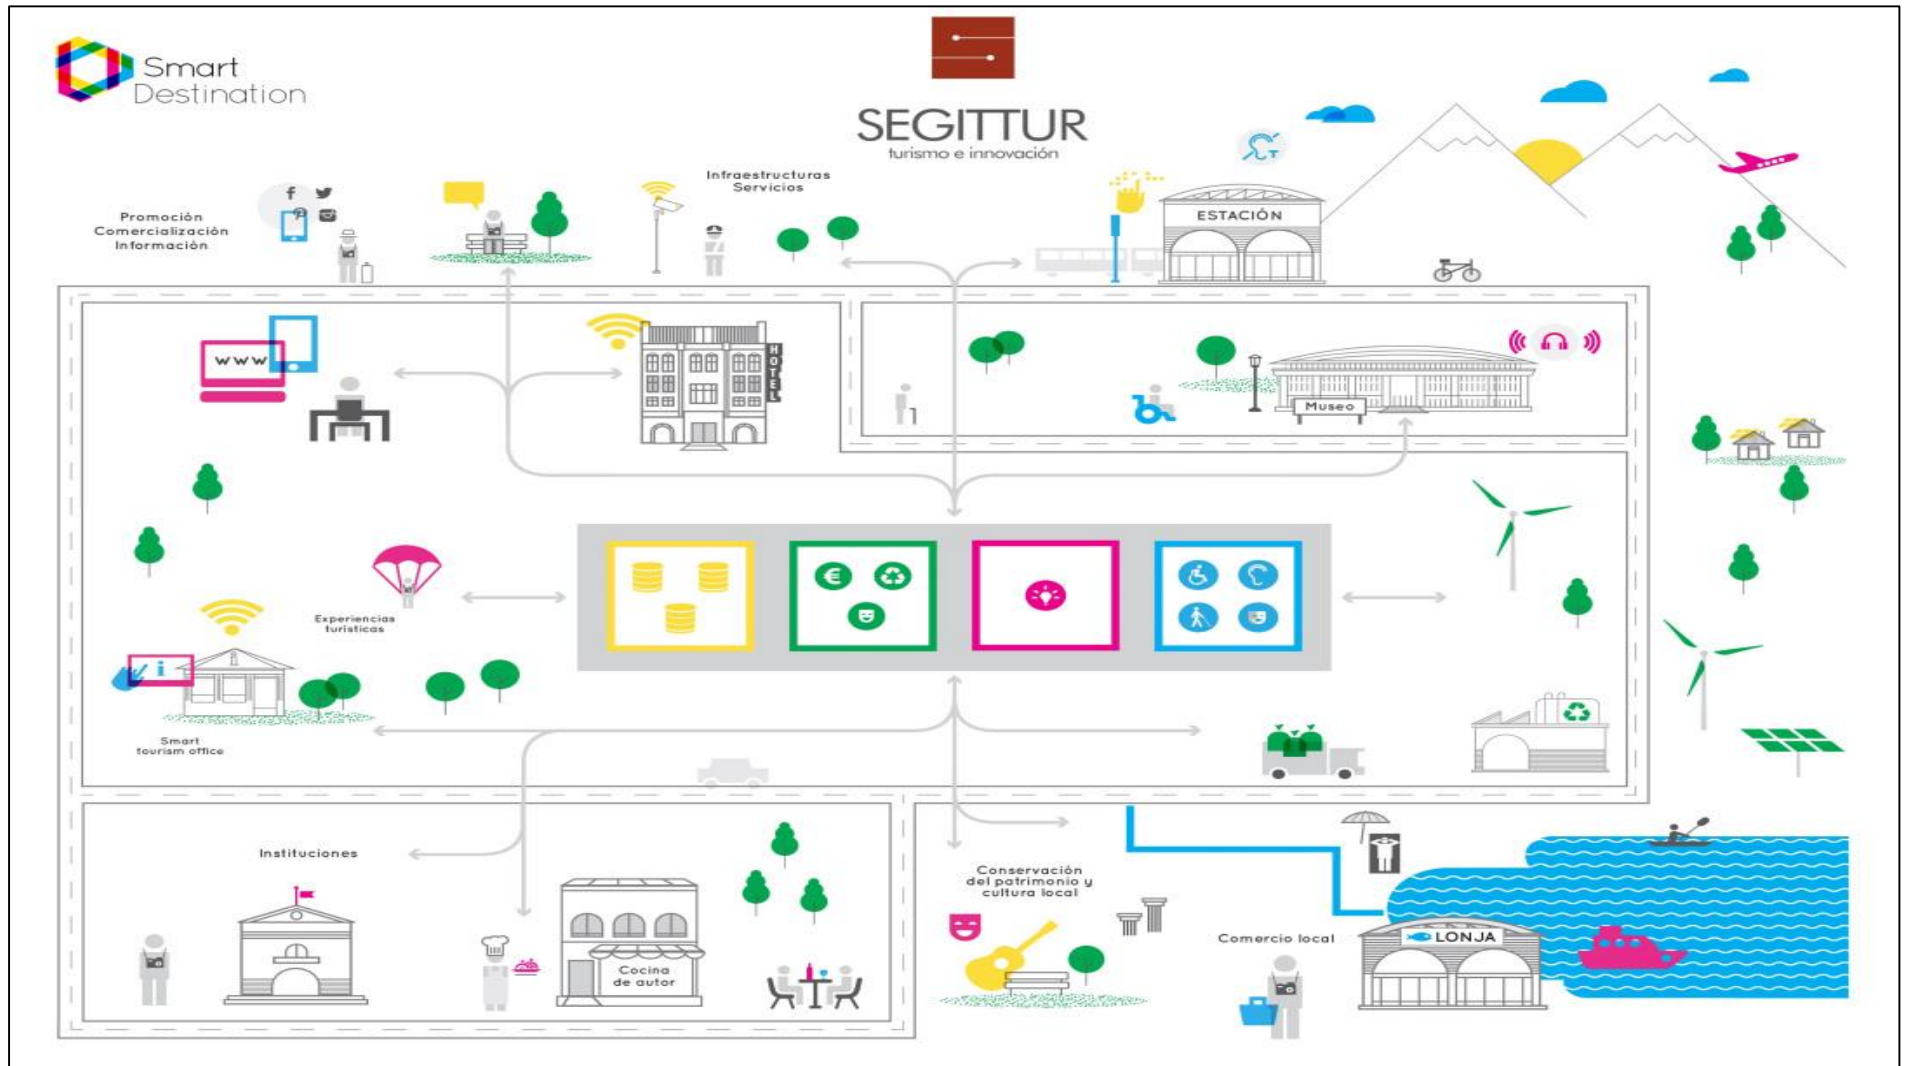 Smart
Destination
SEGITTUR
turismo e innovación
Infraestructuras
Servicios
Promoción
Comercialización
Información
ESTACIÓN
www
HOTEL
Museo
Experiencias
turísticas
i
i
Smart
tourism office
Instituciones
Cocina
de autor
Conservación
del patrimonio y
cultura local
Comercio local
LONJA